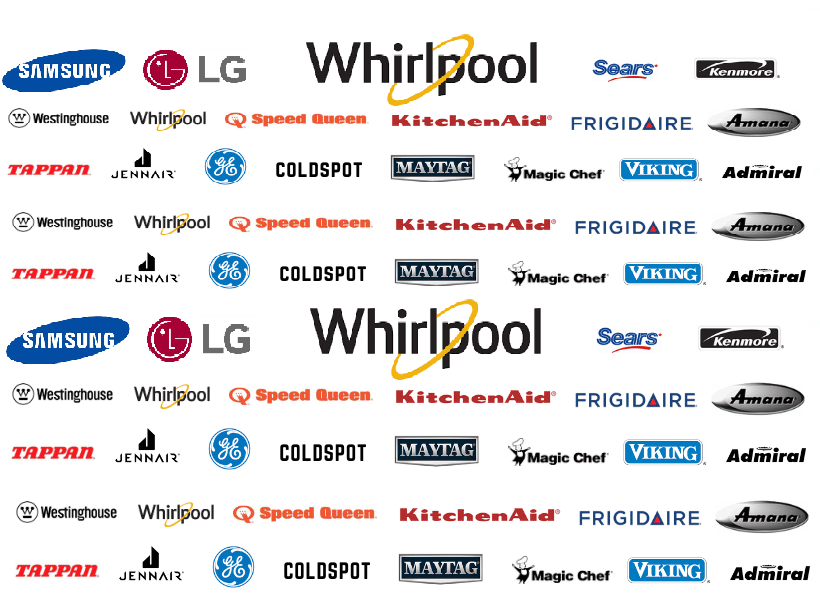 SAMSUNG LG Whirlpool Sears Kenmore
Westinghouse Whirlpool Speed Queen KitchenAid® FRIGIDAIRE Amana
TAPPAN JENNAIR GE COLDSPOT MAYTAG Magic Chef VIKING Admiral
Westinghouse Whirlpool Speed Queen KitchenAid® FRIGIDAIRE Amana
TAPPAN JENNAIR GE COLDSPOT MAYTAG Magic Chef VIKING Admiral
SAMSUNG LG Whirlpool Sears Kenmore
Westinghouse Whirlpool Speed Queen KitchenAid® FRIGIDAIRE Amana
TAPPAN JENNAIR GE COLDSPOT MAYTAG Magic Chef VIKING Admiral
Westinghouse Whirlpool Speed Queen KitchenAid® FRIGIDAIRE Amana
TAPPAN JENNAIR GE COLDSPOT MAYTAG Magic Chef VIKING Admiral